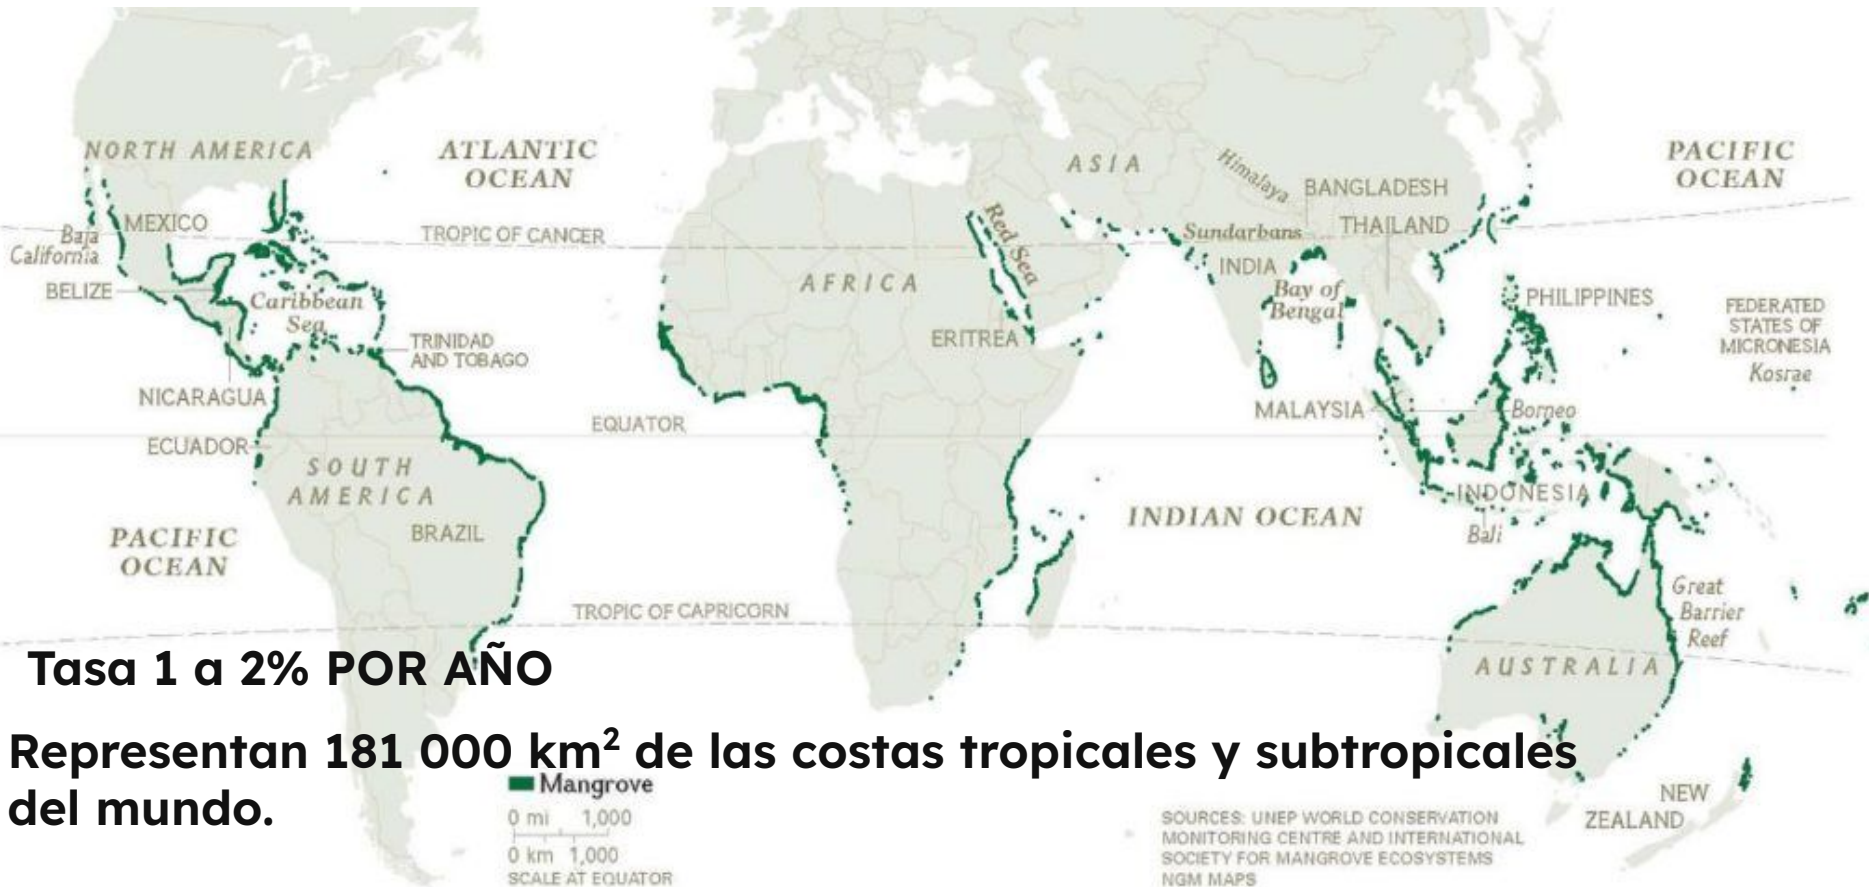 NORTH AMERICA
ATLANTIC
OCEAN
ASIA
Himalaya
BANGLADESH
PACIFIC
OCEAN
MEXICO
Baja
California
TROPIC OF CANCER
Red Sea
Sundarbans
THAILAND
BELIZE
Caribbean
Sea
AFRICA
INDIA
Bay of
Bengal
PHILIPPINES
FEDERATED
STATES OF
MICRONESIA
Kosrae
TRINIDAD
AND TOBAGO
ERITREA
NICARAGUA
MALAYSIA
Borneo
EQUATOR
ECUADOR
SOUTH
AMERICA
INDONESIA
BRAZIL
INDIAN OCEAN
Bali
PACIFIC
OCEAN
Great
Barrier
Reef
TROPIC OF CAPRICORN
AUSTRALIA
Tasa 1 a 2% POR AÑO
Representan 181 000 km² de las costas tropicales y subtropicales
del mundo.
Mangrove
0 mi 1,000
0 km 1,000
SCALE AT EQUATOR
SOURCES: UNEP WORLD CONSERVATION
MONITORING CENTRE AND INTERNATIONAL
SOCIETY FOR MANGROVE ECOSYSTEMS
NGM MAPS
NEW
ZEALAND